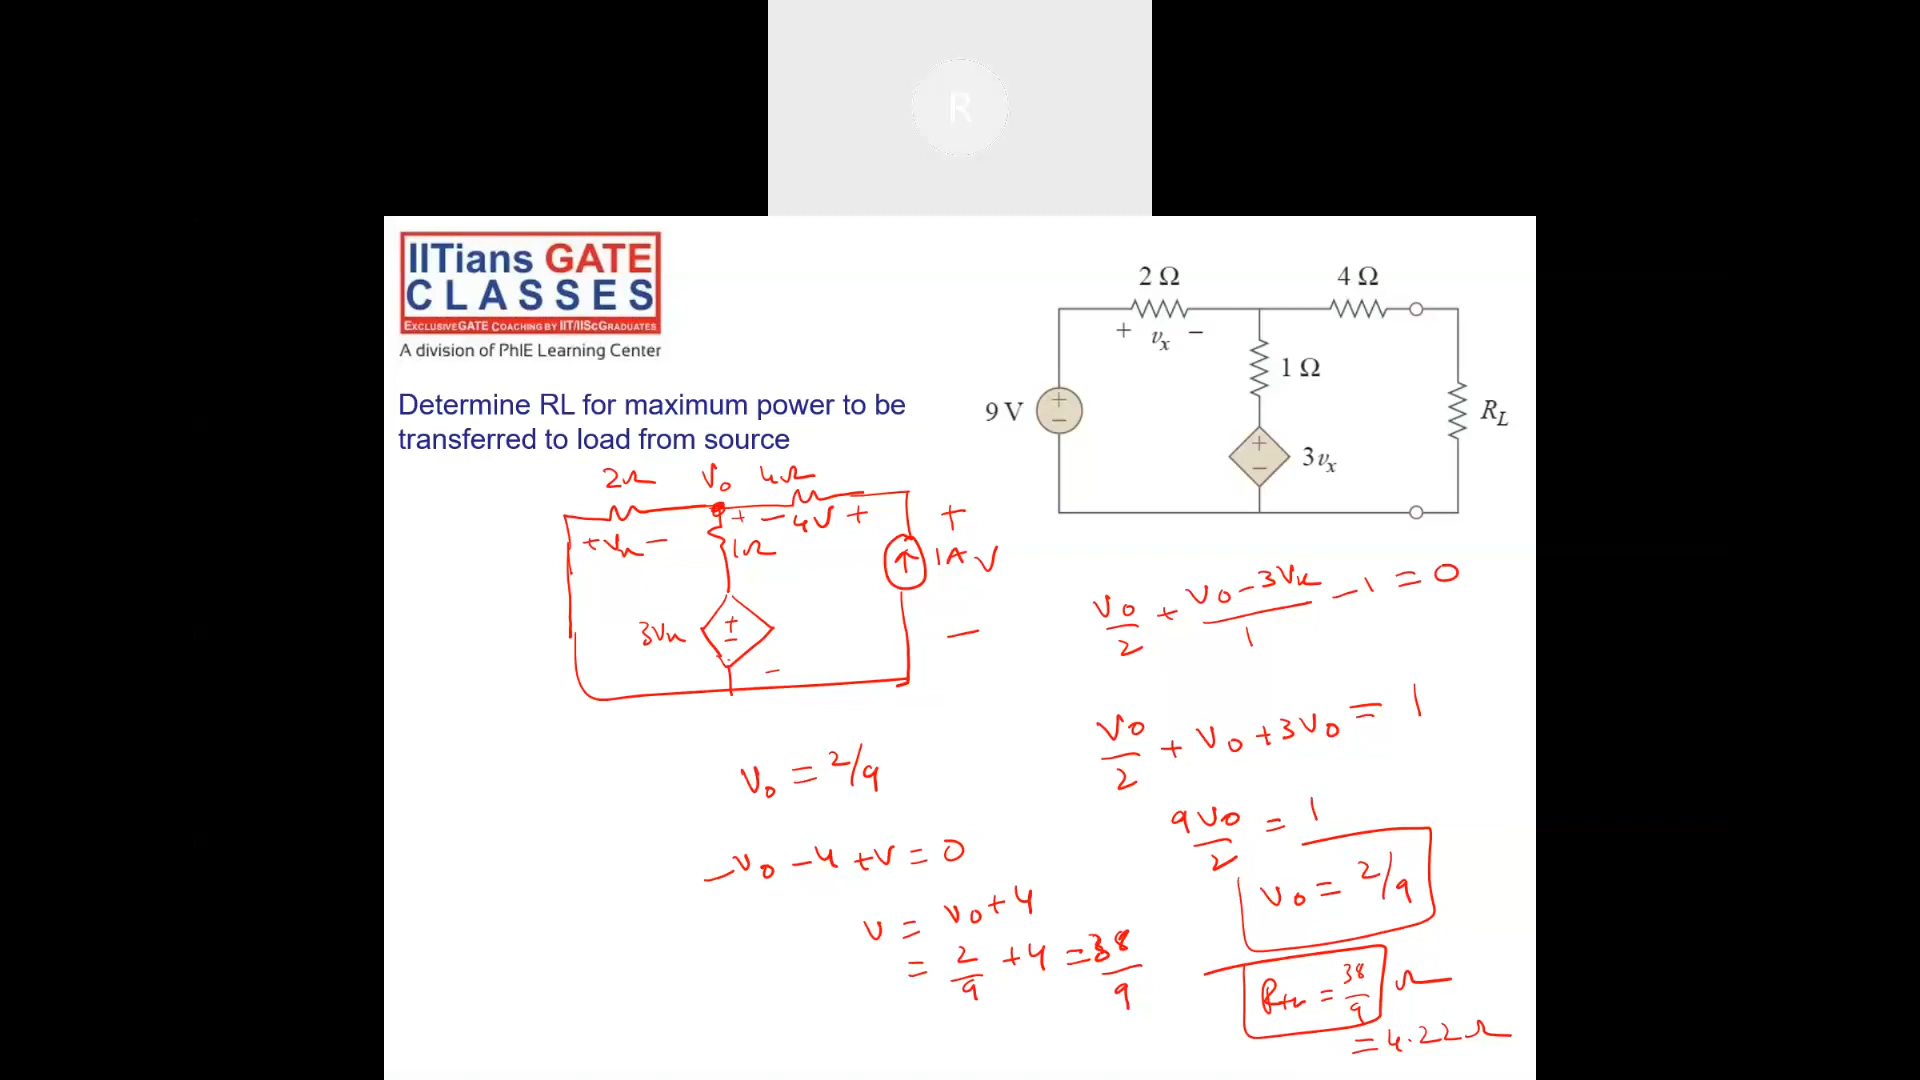 R
IITians GATE
CLASSES
EXCLUSIVE GATE COACHING BY IIT/IISc GRADUATES
A division of PhIE Learning Center
Determine RL for maximum power to be
transferred to load from source
2 Ω
4 Ω
+ vx −
1 Ω
9 V
+
−
+
−
3vx
RL
2Ω
V0
4Ω
+Vx−
+
− 4V +
1Ω
+
1A V
−
3Vx
+
−
−
V0/2 + (V0 − 3Vx)/1 − 1 = 0
V0/2 + V0 + 3V0 = 1
9V0/2 = 1
V0 = 2/9
V0 = 2/9
−V0 − 4 + V = 0
V = V0 + 4
= 2/9 + 4 = 38/9
Rth = 38/9 Ω
= 4.22Ω